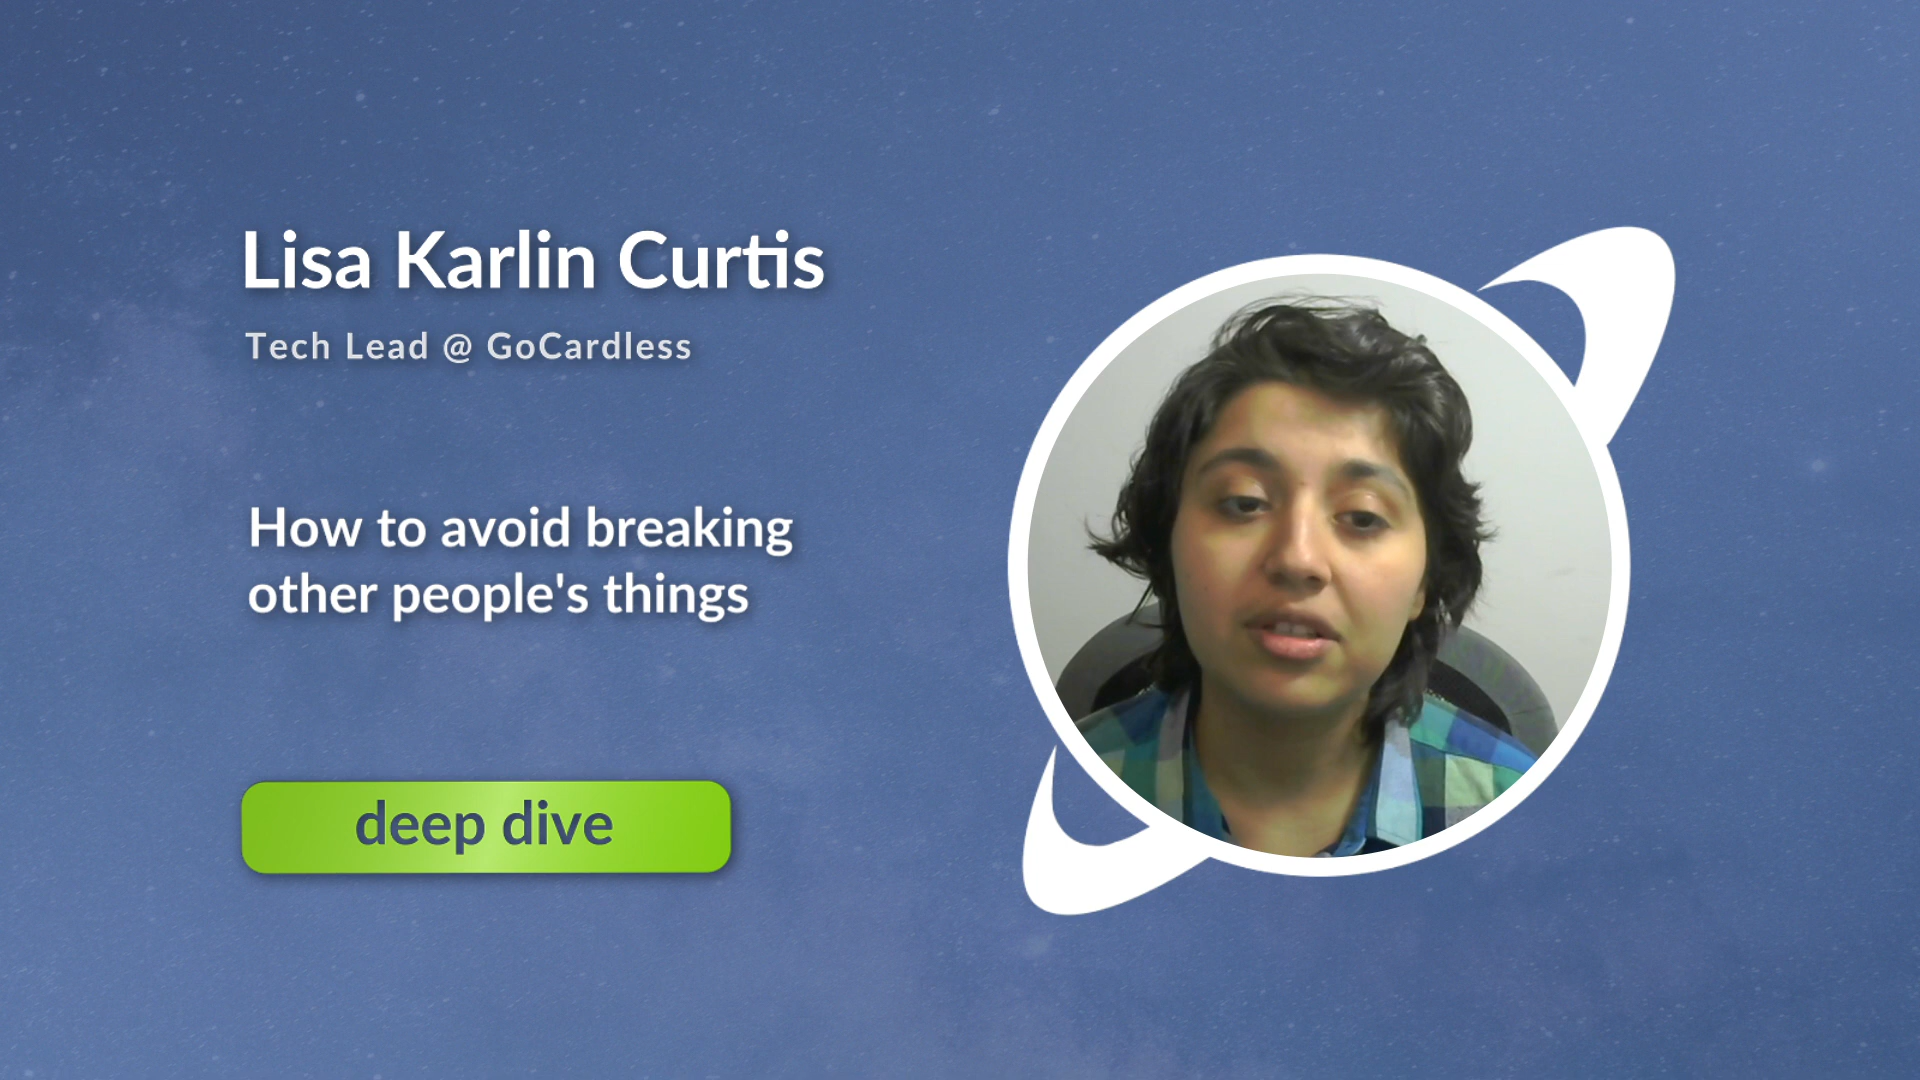 Lisa Karlin Curtis
Tech Lead @ GoCardless
How to avoid breaking
other people's things
deep dive